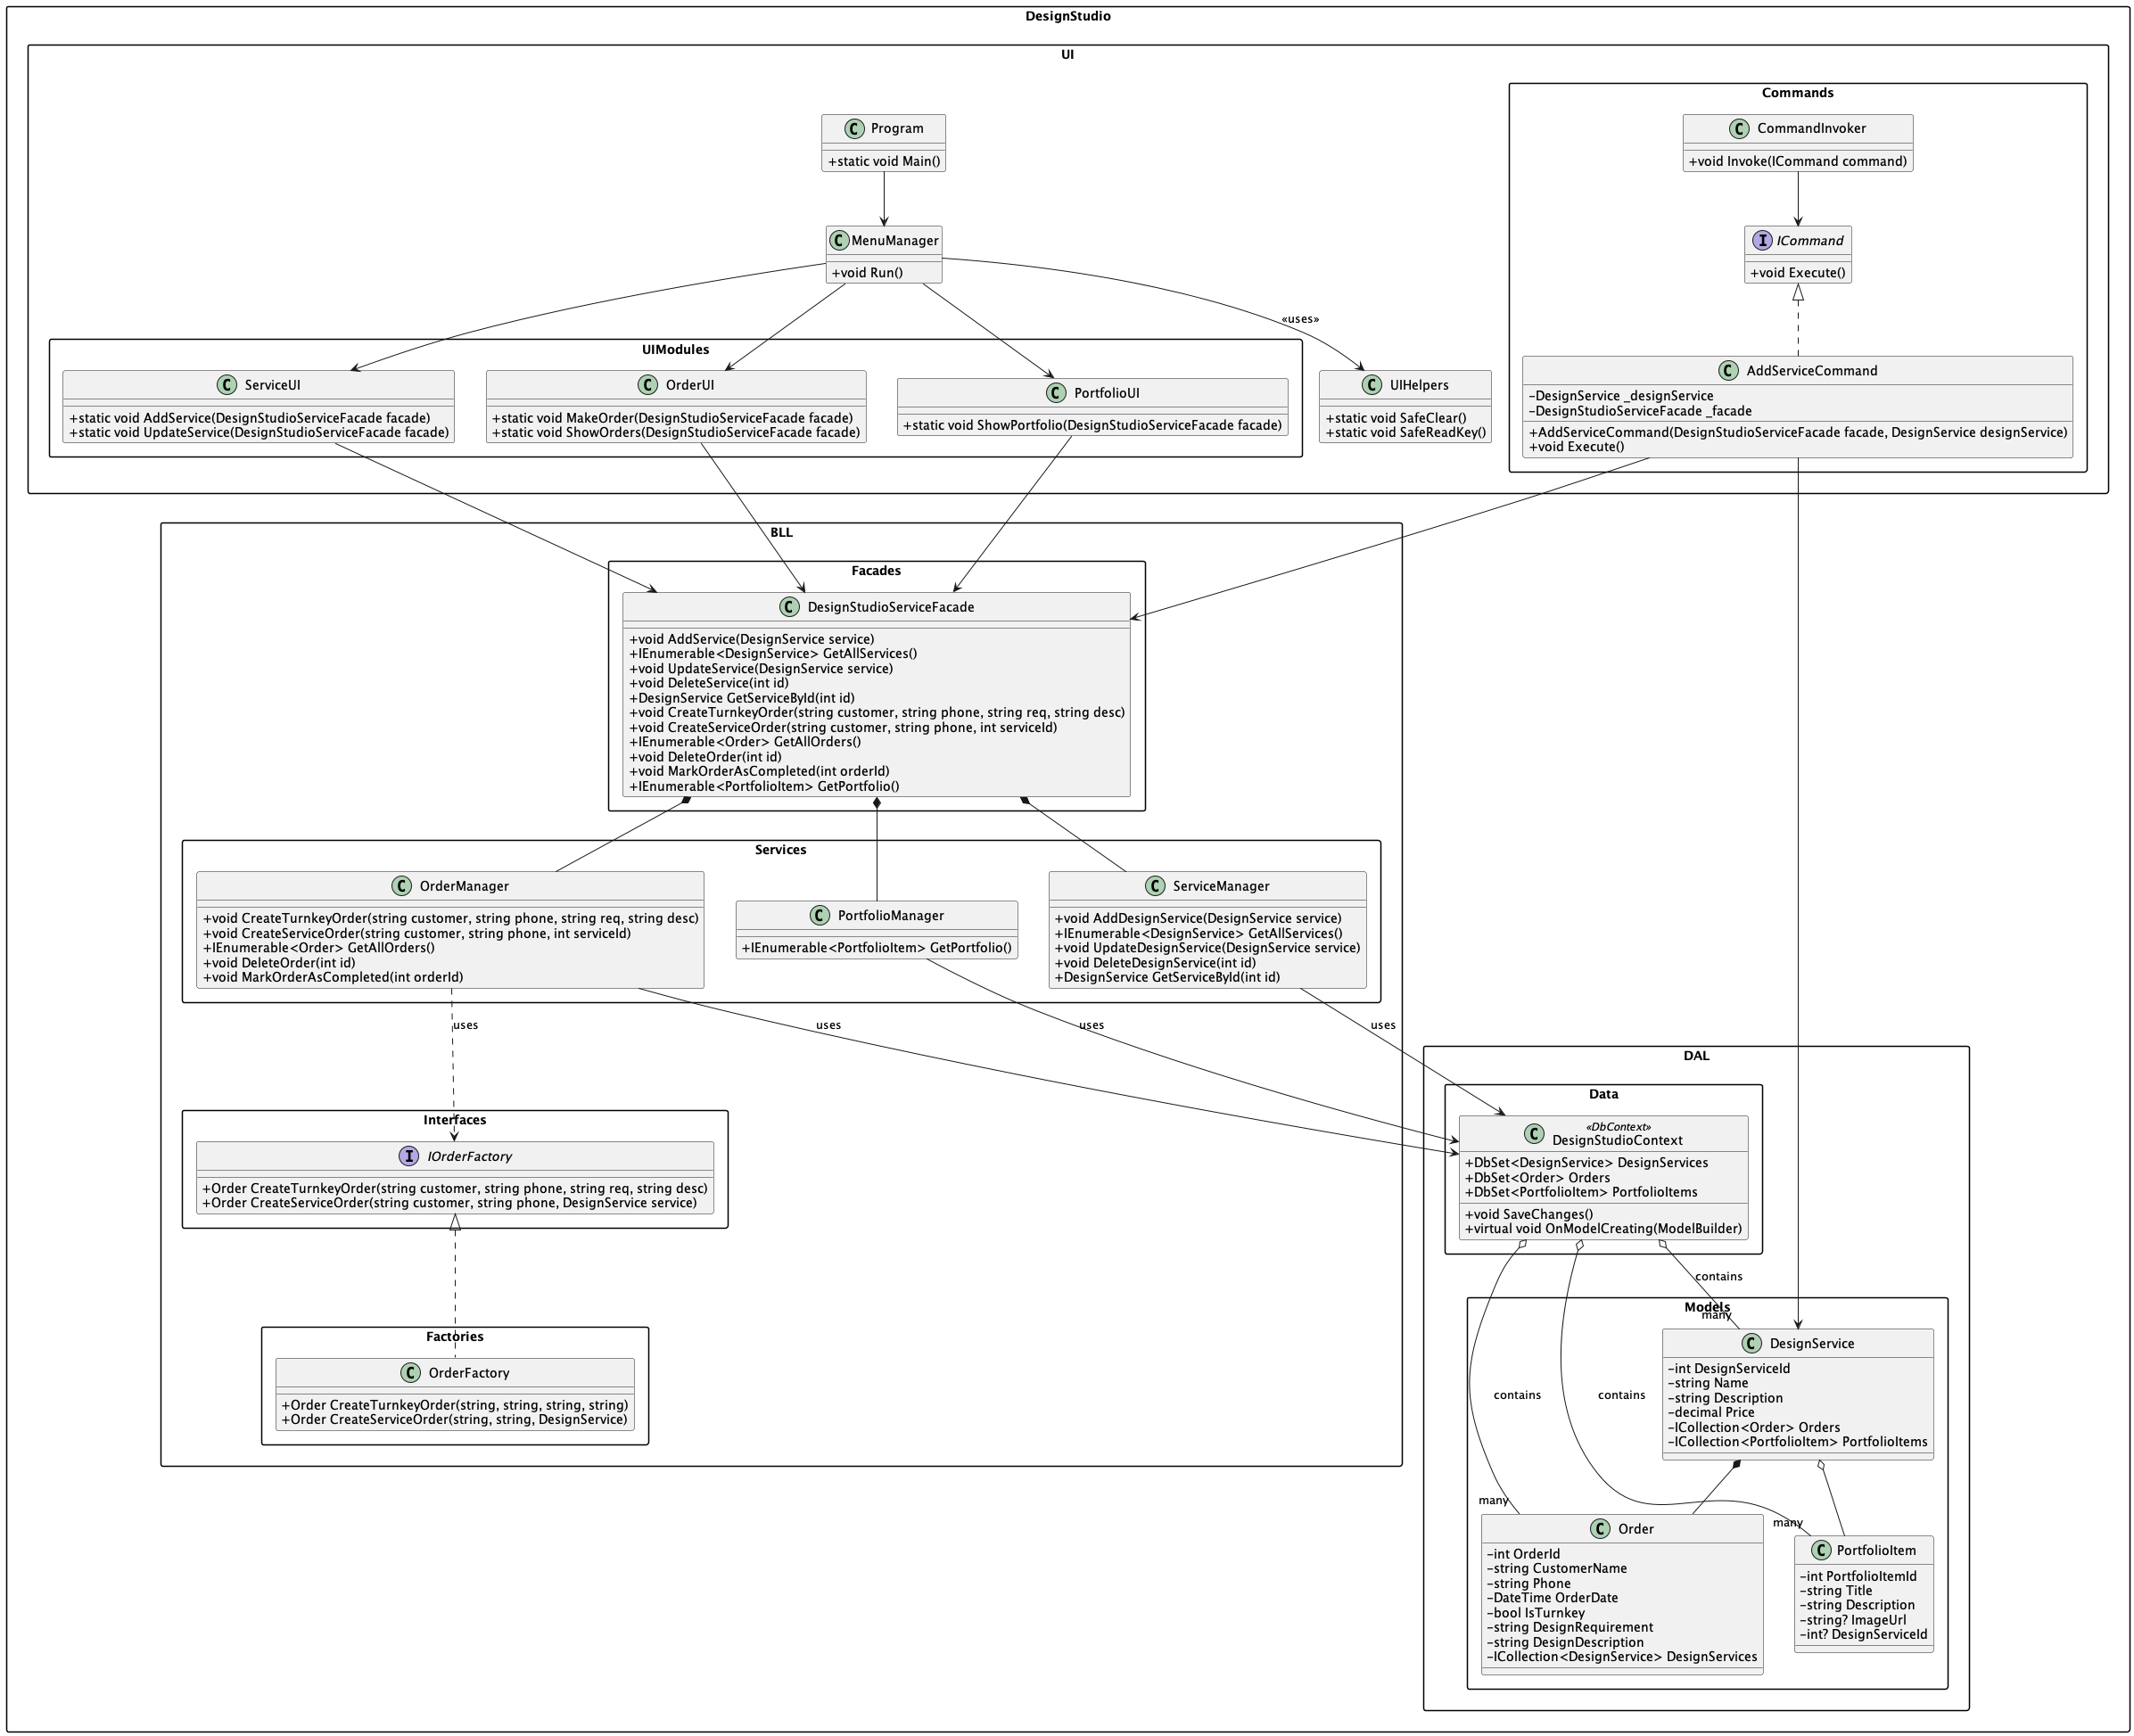 DesignStudio
UI
Commands
Program
+static void Main()
CommandInvoker
+void Invoke(ICommand command)
MenuManager
+void Run()
ICommand
+void Execute()
«uses»
UIModules
ServiceUI
+static void AddService(DesignStudioServiceFacade facade)
+static void UpdateService(DesignStudioServiceFacade facade)
OrderUI
+static void MakeOrder(DesignStudioServiceFacade facade)
+static void ShowOrders(DesignStudioServiceFacade facade)
PortfolioUI
+static void ShowPortfolio(DesignStudioServiceFacade facade)
UIHelpers
+static void SafeClear()
+static void SafeReadKey()
AddServiceCommand
-DesignService _designService
-DesignStudioServiceFacade _facade
+AddServiceCommand(DesignStudioServiceFacade facade, DesignService designService)
+void Execute()
BLL
Facades
DesignStudioServiceFacade
+void AddService(DesignService service)
+IEnumerable<DesignService> GetAllServices()
+void UpdateService(DesignService service)
+void DeleteService(int id)
+DesignService GetServiceById(int id)
+void CreateTurnkeyOrder(string customer, string phone, string req, string desc)
+void CreateServiceOrder(string customer, string phone, int serviceId)
+IEnumerable<Order> GetAllOrders()
+void DeleteOrder(int id)
+void MarkOrderAsCompleted(int orderId)
+IEnumerable<PortfolioItem> GetPortfolio()
Services
OrderManager
+void CreateTurnkeyOrder(string customer, string phone, string req, string desc)
+void CreateServiceOrder(string customer, string phone, int serviceId)
+IEnumerable<Order> GetAllOrders()
+void DeleteOrder(int id)
+void MarkOrderAsCompleted(int orderId)
PortfolioManager
+IEnumerable<PortfolioItem> GetPortfolio()
ServiceManager
+void AddDesignService(DesignService service)
+IEnumerable<DesignService> GetAllServices()
+void UpdateDesignService(DesignService service)
+void DeleteDesignService(int id)
+DesignService GetServiceById(int id)
uses
uses
uses
uses
Interfaces
IOrderFactory
+Order CreateTurnkeyOrder(string customer, string phone, string req, string desc)
+Order CreateServiceOrder(string customer, string phone, DesignService service)
Factories
OrderFactory
+Order CreateTurnkeyOrder(string, string, string, string)
+Order CreateServiceOrder(string, string, DesignService)
DAL
Data
«DbContext»
DesignStudioContext
+DbSet<DesignService> DesignServices
+DbSet<Order> Orders
+DbSet<PortfolioItem> PortfolioItems
+void SaveChanges()
+virtual void OnModelCreating(ModelBuilder)
contains
Models
many
DesignService
-int DesignServiceId
-string Name
-string Description
-decimal Price
-ICollection<Order> Orders
-ICollection<PortfolioItem> PortfolioItems
contains
contains
many
many
Order
-int OrderId
-string CustomerName
-string Phone
-DateTime OrderDate
-bool IsTurnkey
-string DesignRequirement
-string DesignDescription
-ICollection<DesignService> DesignServices
PortfolioItem
-int PortfolioItemId
-string Title
-string Description
-string? ImageUrl
-int? DesignServiceId